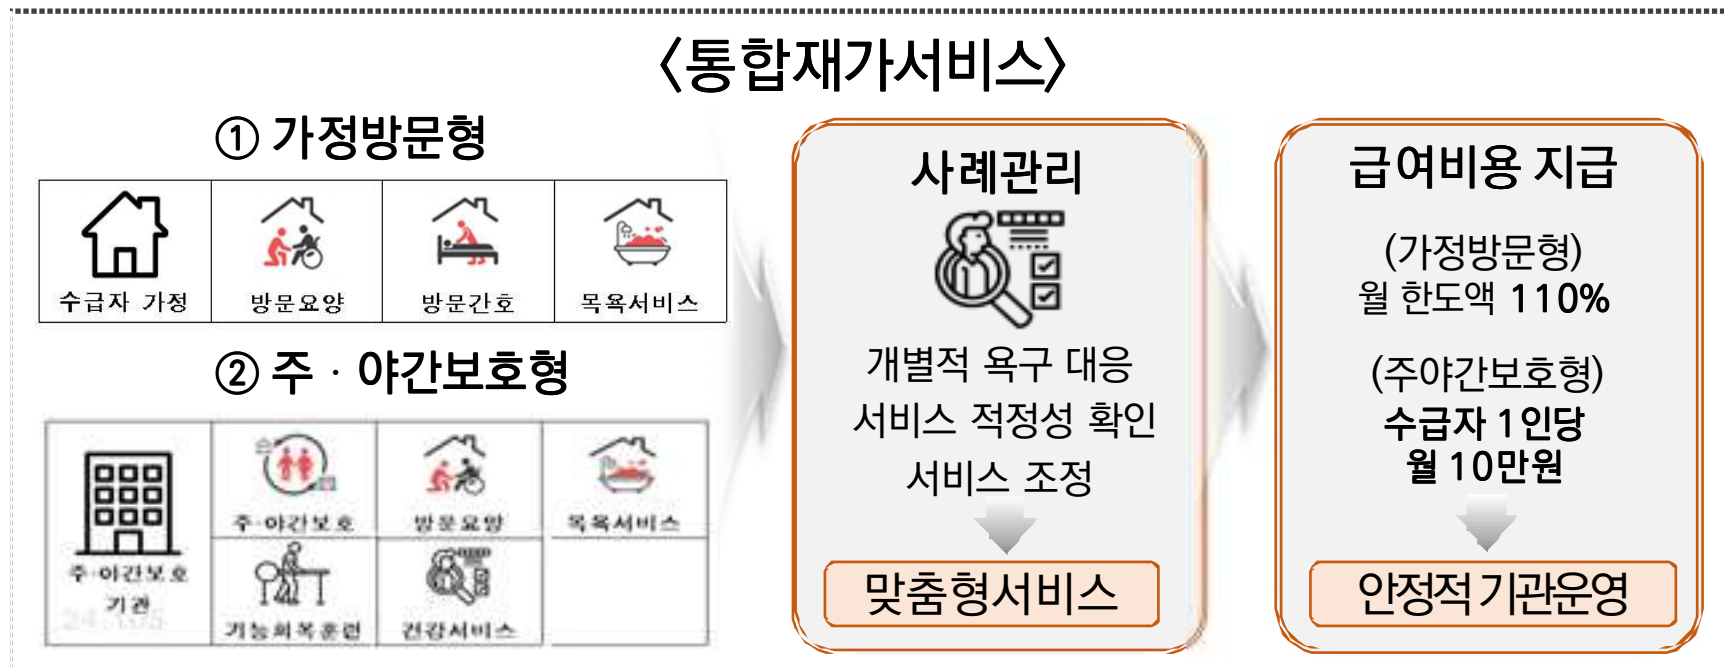 〈통합재가서비스〉
① 가정방문형
수급자 가정
방문요양
방문간호
목욕서비스
② 주 · 야간보호형
주·야간보호
기관
주·야간보호
방문요양
목욕서비스
기능회복훈련
건강서비스
사례관리
개별적 욕구 대응
서비스 적정성 확인
서비스 조정
맞춤형서비스
급여비용 지급
(가정방문형)
월 한도액 110%
(주야간보호형)
수급자 1인당
월 10만원
안정적 기관운영